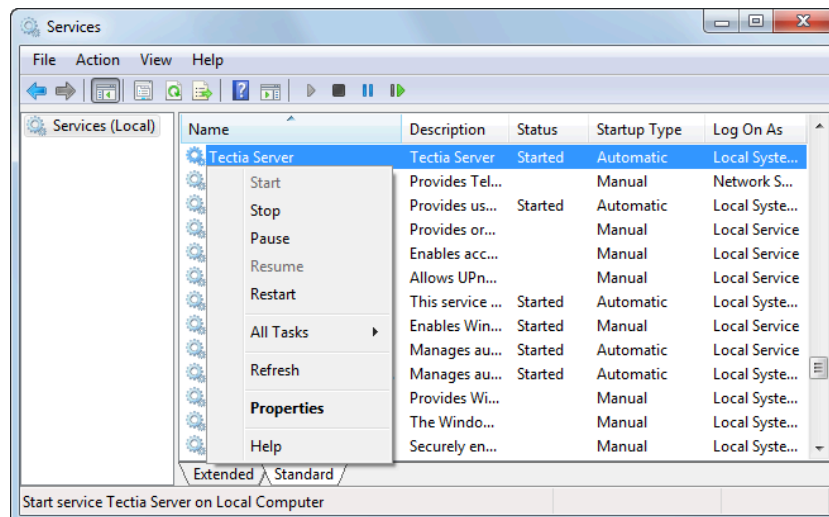 Services
File Action View Help
Services (Local)
Name Description Status Startup Type Log On As
Tectia Server Tectia Server Started Automatic Local Syste...
Start Provides Tel... Manual Network S...
Stop Provides us... Started Automatic Local Syste...
Pause Provides or... Manual Local Service
Enables acc... Manual Local Service
Resume Allows UPn... Manual Local Service
Restart This service ... Started Automatic Local Syste...
All Tasks Enables Win... Started Manual Local Service
Manages au... Started Automatic Local Service
Refresh Manages au... Started Automatic Local Syste...
Provides Wi... Manual Local Syste...
Properties The Windo... Manual Local Syste...
Help Securely en... Manual Local Syste...
Extended Standard
Start service Tectia Server on Local Computer